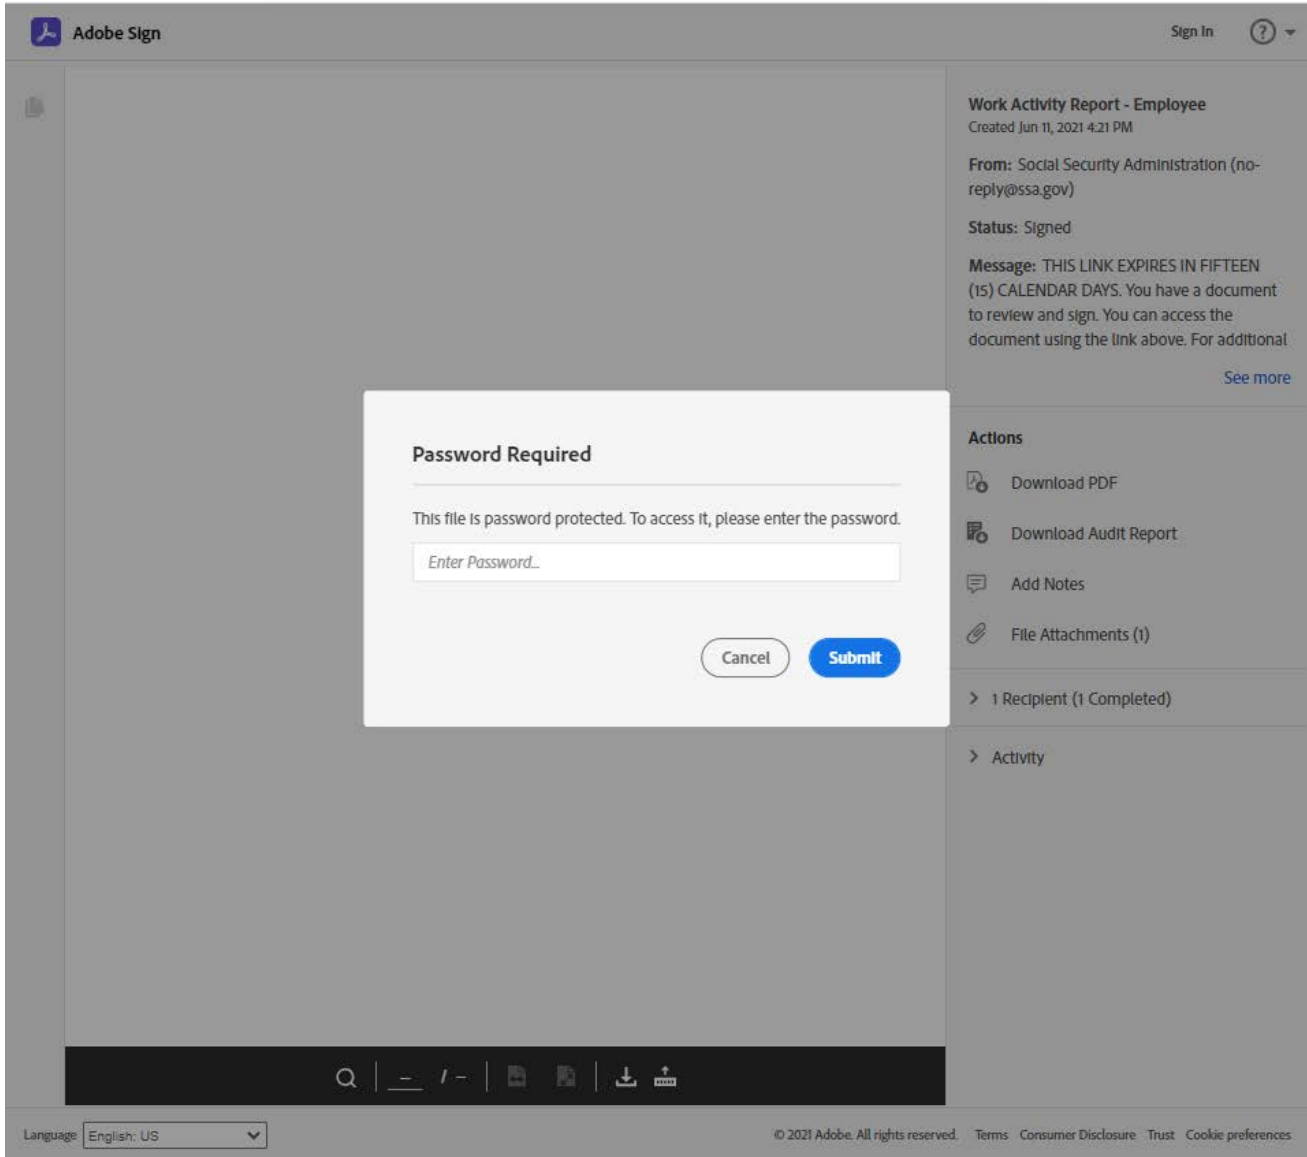 Adobe Sign
Sign In
Work Activity Report - Employee
Created Jun 11, 2021 4:21 PM
From: Social Security Administration (no-
reply@ssa.gov)
Status: Signed
Message: THIS LINK EXPIRES IN FIFTEEN
(15) CALENDAR DAYS. You have a document
to review and sign. You can access the
document using the link above. For additional
See more
Password Required
This file is password protected. To access it, please enter the password.
Enter Password...
Cancel
Submit
Actions
Download PDF
Download Audit Report
Add Notes
File Attachments (1)
1 Recipient (1 Completed)
Activity
– / –
Language English: US
© 2021 Adobe. All rights reserved. Terms Consumer Disclosure Trust Cookie preferences